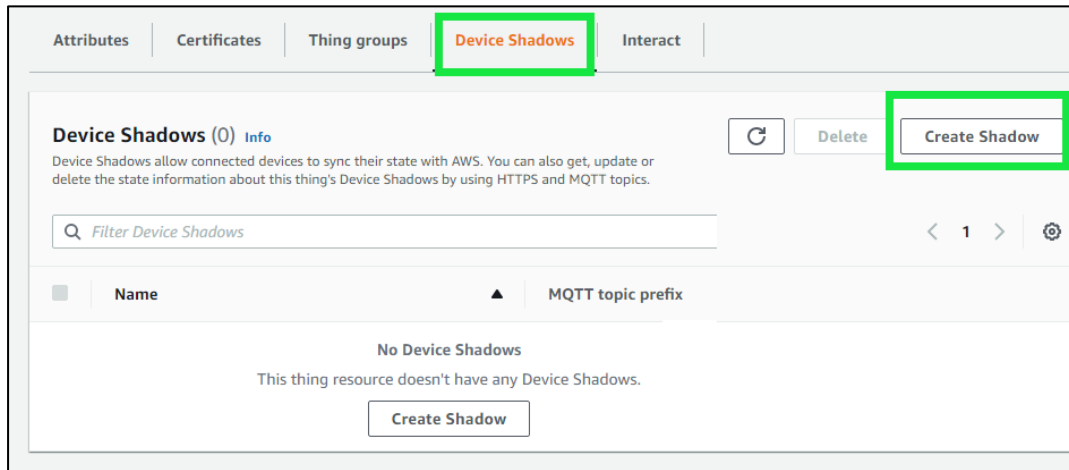 Attributes Certificates Thing groups Device Shadows Interact
Device Shadows (0) Info
Delete
Create Shadow
Device Shadows allow connected devices to sync their state with AWS. You can also get, update or
delete the state information about this thing's Device Shadows by using HTTPS and MQTT topics.
Filter Device Shadows
1
Name MQTT topic prefix
No Device Shadows
This thing resource doesn't have any Device Shadows.
Create Shadow